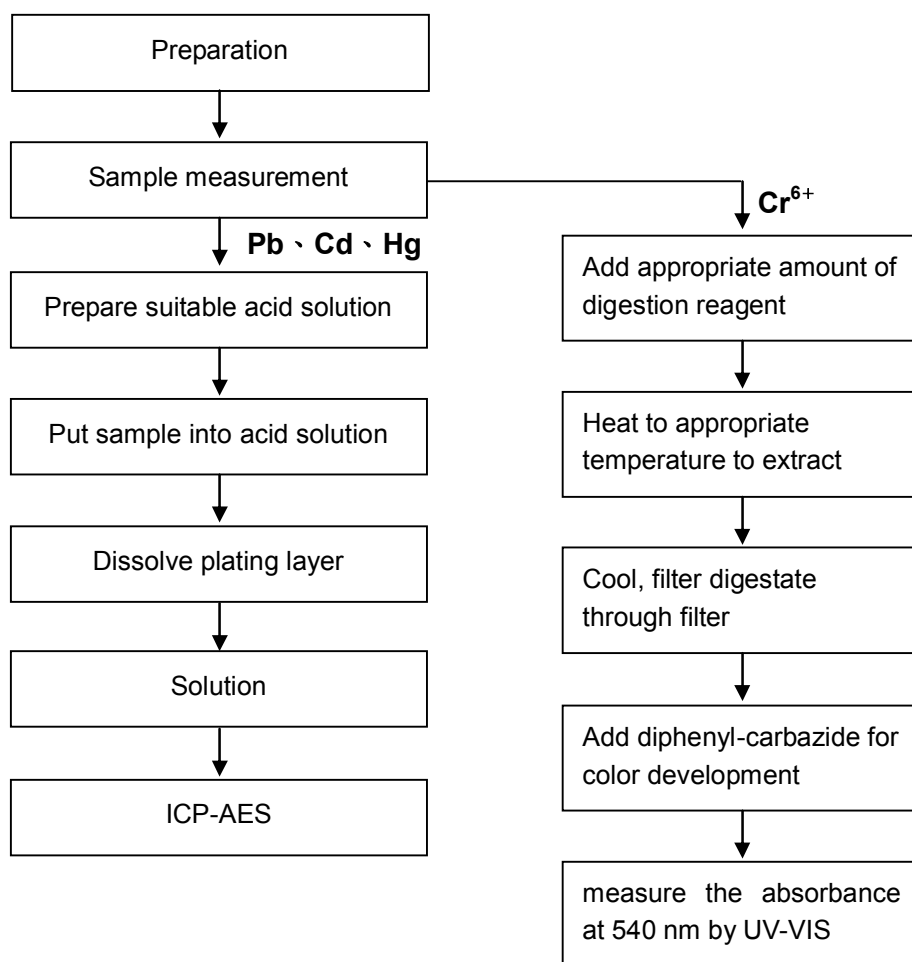 Preparation
Sample measurement
Pb、Cd、Hg
Prepare suitable acid solution
Put sample into acid solution
Dissolve plating layer
Solution
ICP-AES
Cr⁶⁺
Add appropriate amount of
digestion reagent
Heat to appropriate
temperature to extract
Cool, filter digestate
through filter
Add diphenyl-carbazide for
color development
measure the absorbance
at 540 nm by UV-VIS